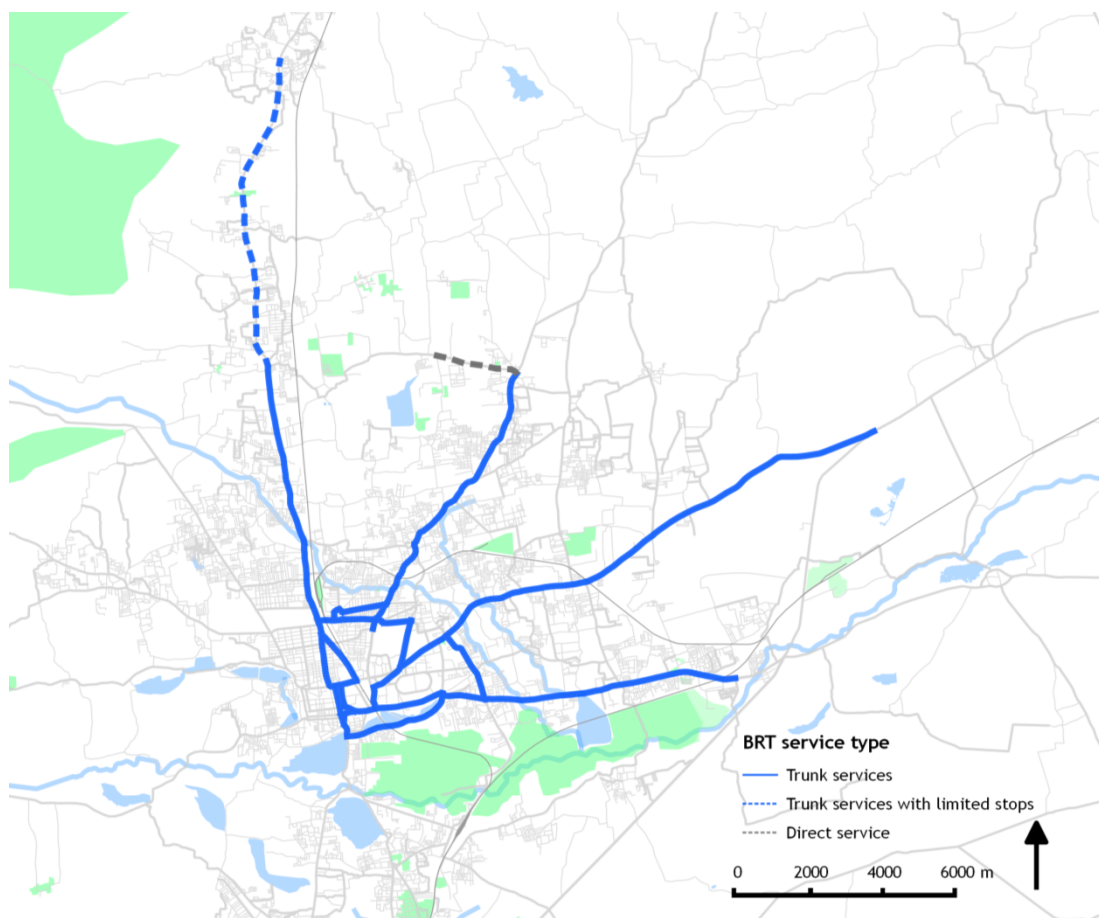 BRT service type
Trunk services
Trunk services with limited stops
Direct service
0 2000 4000 6000 m